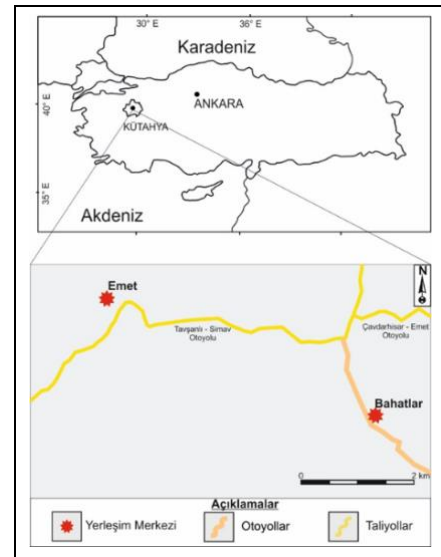 30° E
36° E
Karadeniz
40° E
ANKARA
KÜTAHYA
35° E
Akdeniz
N
Emet
Tavşanlı - Simav
Otoyolu
Çavdarhisar - Emet
Otoyolu
Bahatlar
0
2 km
Açıklamalar
Yerleşim Merkezi
Otoyollar
Taliyollar